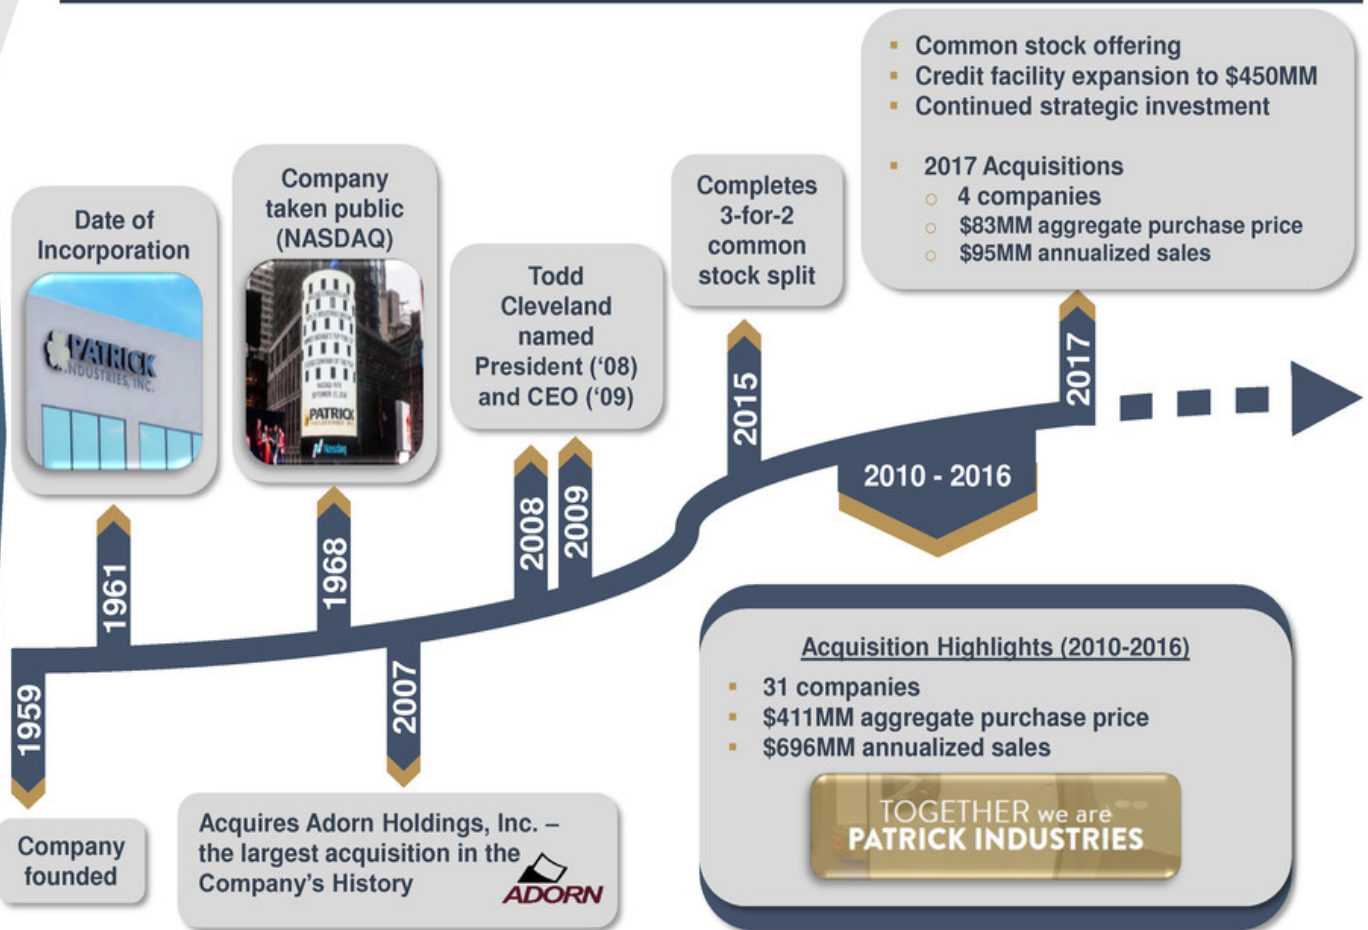 Date of
Incorporation
PATRICK
INDUSTRIES, INC.
1961
Company
taken public
(NASDAQ)
PATRICK
Nasdaq
1968
Todd
Cleveland
named
President (‘08)
and CEO (‘09)
2008
2009
Completes
3-for-2
common
stock split
2015
▪ Common stock offering
▪ Credit facility expansion to $450MM
▪ Continued strategic investment
▪ 2017 Acquisitions
○ 4 companies
○ $83MM aggregate purchase price
○ $95MM annualized sales
2017
2010 - 2016
1959
Company
founded
2007
Acquires Adorn Holdings, Inc. –
the largest acquisition in the
Company’s History
ADORN
Acquisition Highlights (2010-2016)
▪ 31 companies
▪ $411MM aggregate purchase price
▪ $696MM annualized sales
TOGETHER we are
PATRICK INDUSTRIES